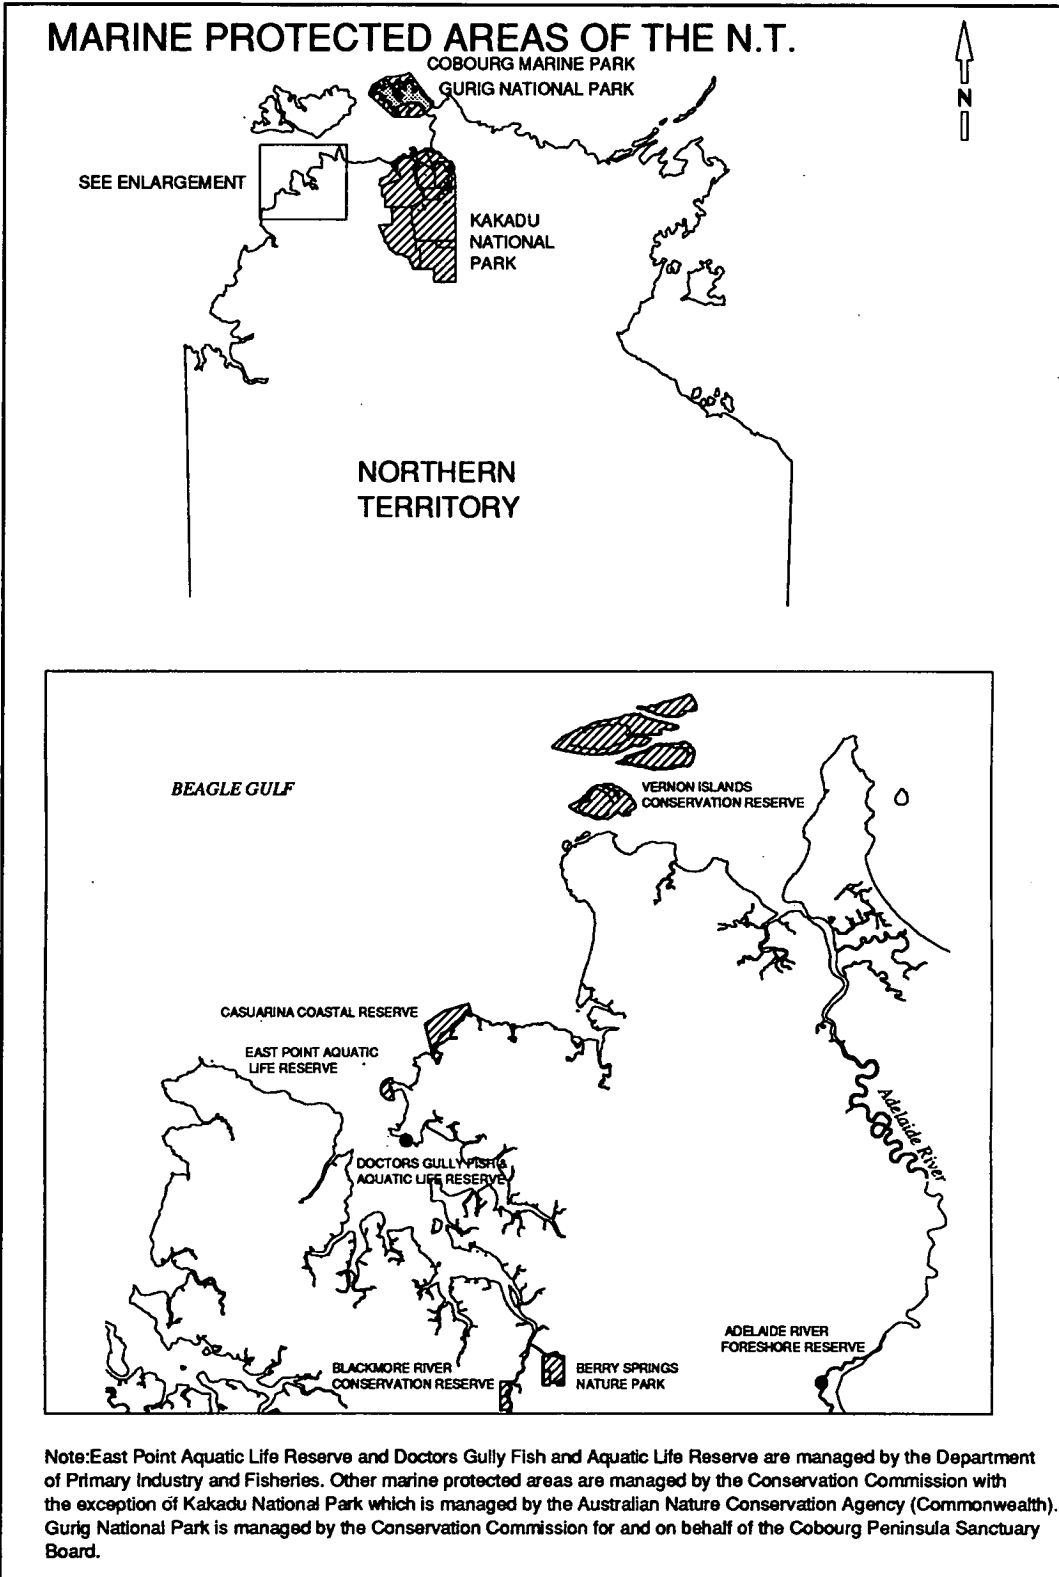 MARINE PROTECTED AREAS OF THE N.T.
COBOURG MARINE PARK
GURIG NATIONAL PARK
N
SEE ENLARGEMENT
KAKADU
NATIONAL
PARK
NORTHERN
TERRITORY
BEAGLE GULF
VERNON ISLANDS
CONSERVATION RESERVE
CASUARINA COASTAL RESERVE
EAST POINT AQUATIC
LIFE RESERVE
Adelaide River
DOCTORS GULLY FISH &
AQUATIC LIFE RESERVE
ADELAIDE RIVER
FORESHORE RESERVE
BLACKMORE RIVER
CONSERVATION RESERVE
BERRY SPRINGS
NATURE PARK
Note:East Point Aquatic Life Reserve and Doctors Gully Fish and Aquatic Life Reserve are managed by the Department
of Primary Industry and Fisheries. Other marine protected areas are managed by the Conservation Commission with
the exception of Kakadu National Park which is managed by the Australian Nature Conservation Agency (Commonwealth).
Gurig National Park is managed by the Conservation Commission for and on behalf of the Cobourg Peninsula Sanctuary
Board.